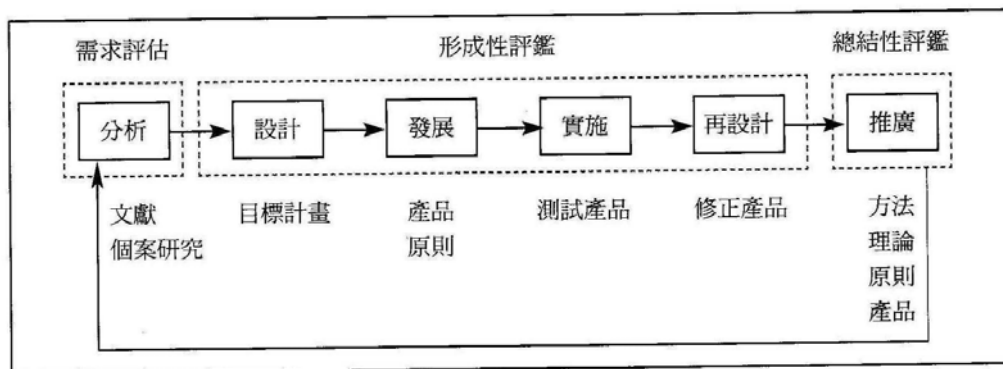 需求評估
形成性評鑑
總結性評鑑
分析
設計
發展
實施
再設計
推廣
文獻
個案研究
目標計畫
產品
原則
測試產品
修正產品
方法
理論
原則
產品